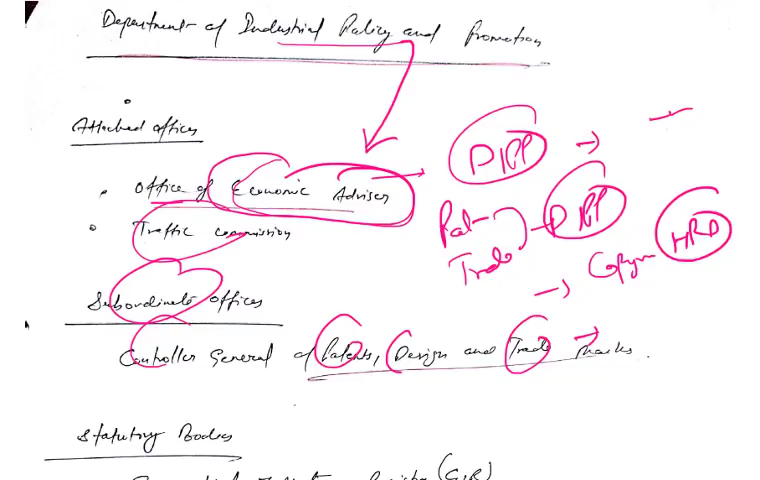 Department of Industrial Policy and Promotion
Attached offices
• Office of Economic Adviser → DIPP →
• Traffic commission
Pat
Trade → DIPP
→ Copyr HRD
Subordinate offices
Controller General of Patents, Design and Trade Marks.
Statutory Bodies
(GIR)